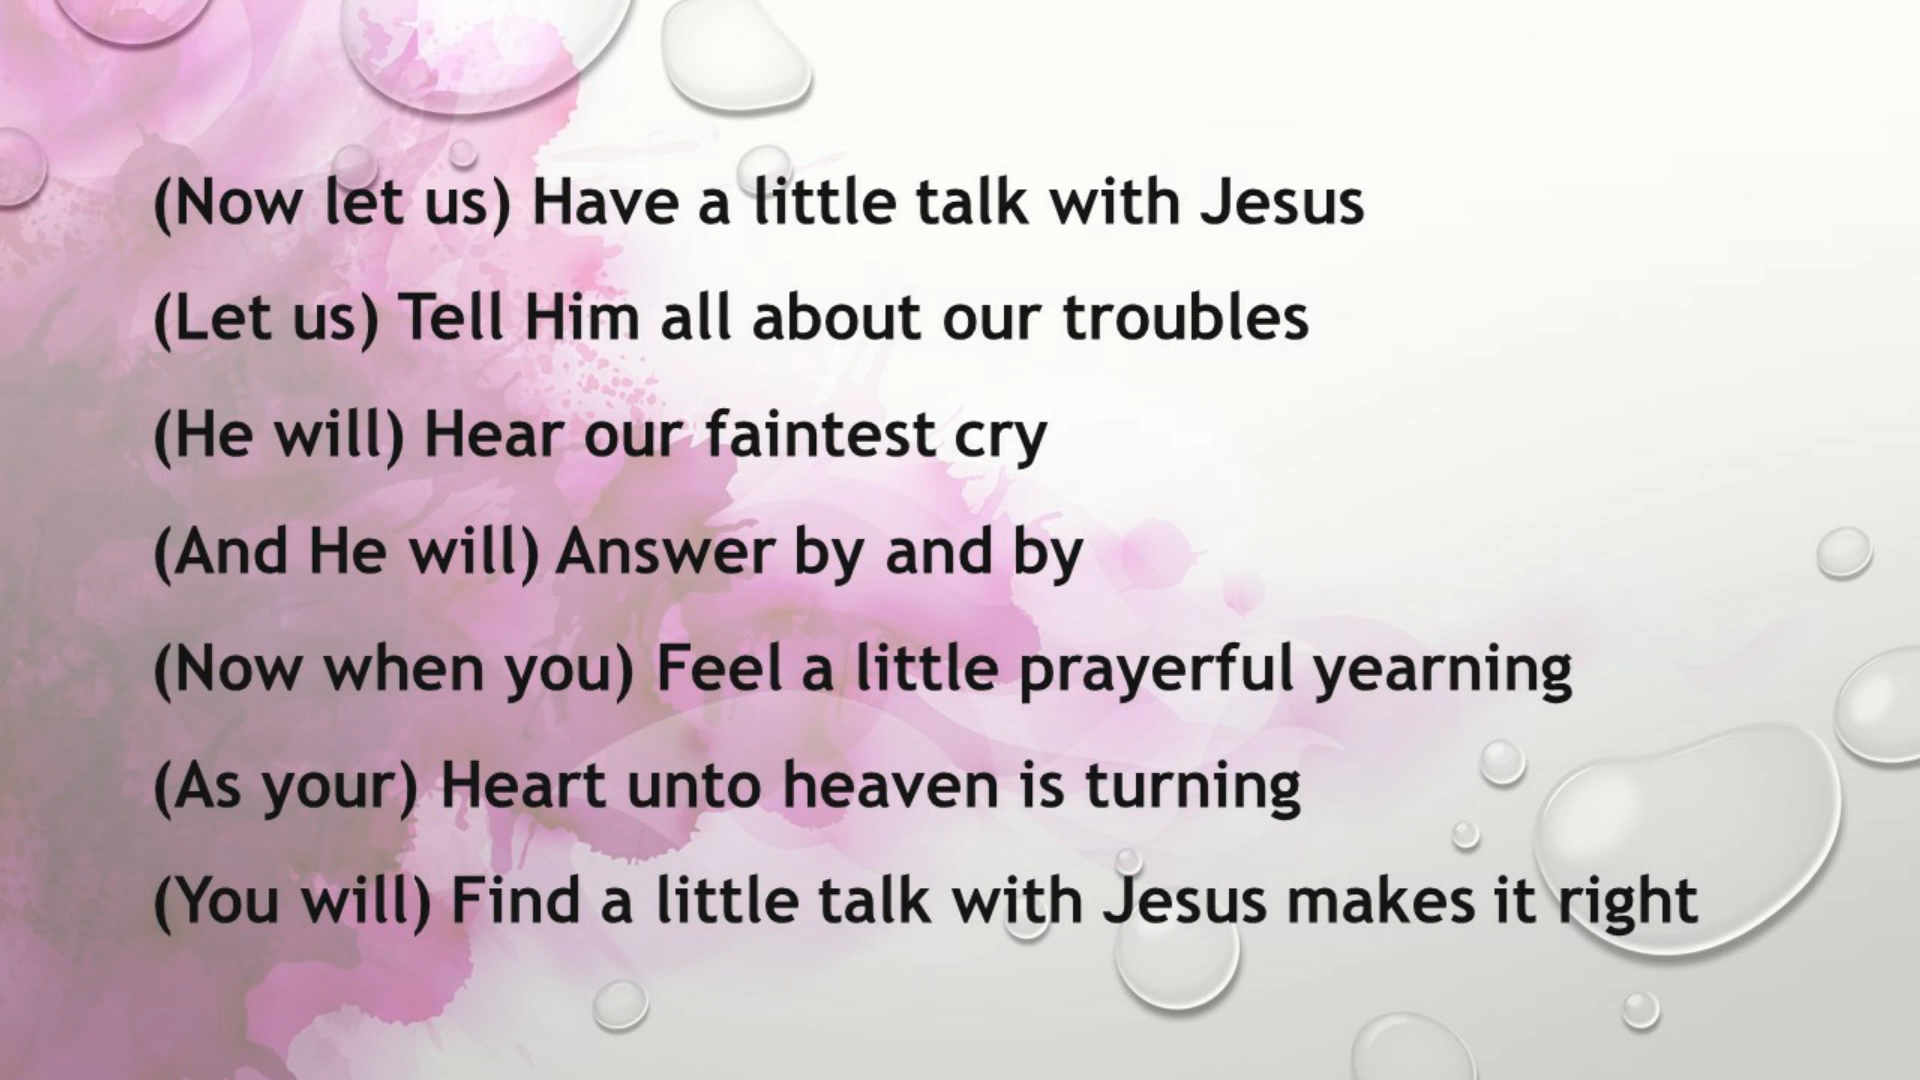 (Now let us) Have a little talk with Jesus
(Let us) Tell Him all about our troubles
(He will) Hear our faintest cry
(And He will) Answer by and by
(Now when you) Feel a little prayerful yearning
(As your) Heart unto heaven is turning
(You will) Find a little talk with Jesus makes it right